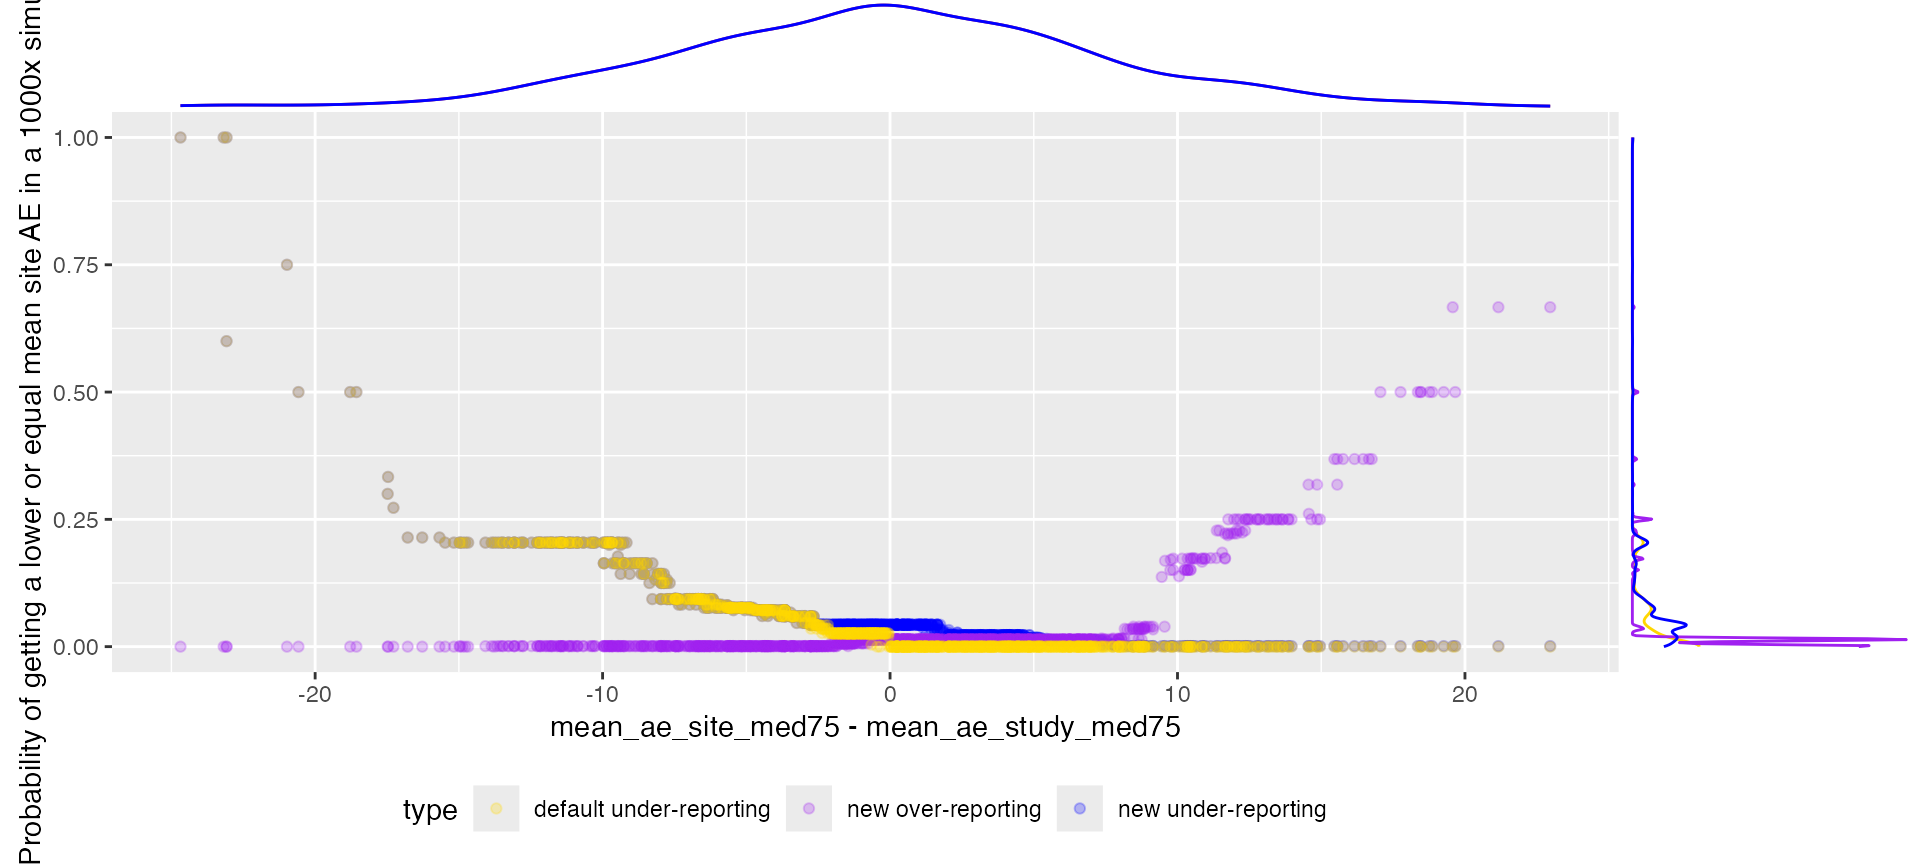 Probability of getting a lower or equal mean site AE in a 1000x
1.00
0.75
0.50
0.25
0.00
-20
-10
0
10
20
mean_ae_site_med75 - mean_ae_study_med75
type
default under-reporting
new over-reporting
new under-reporting